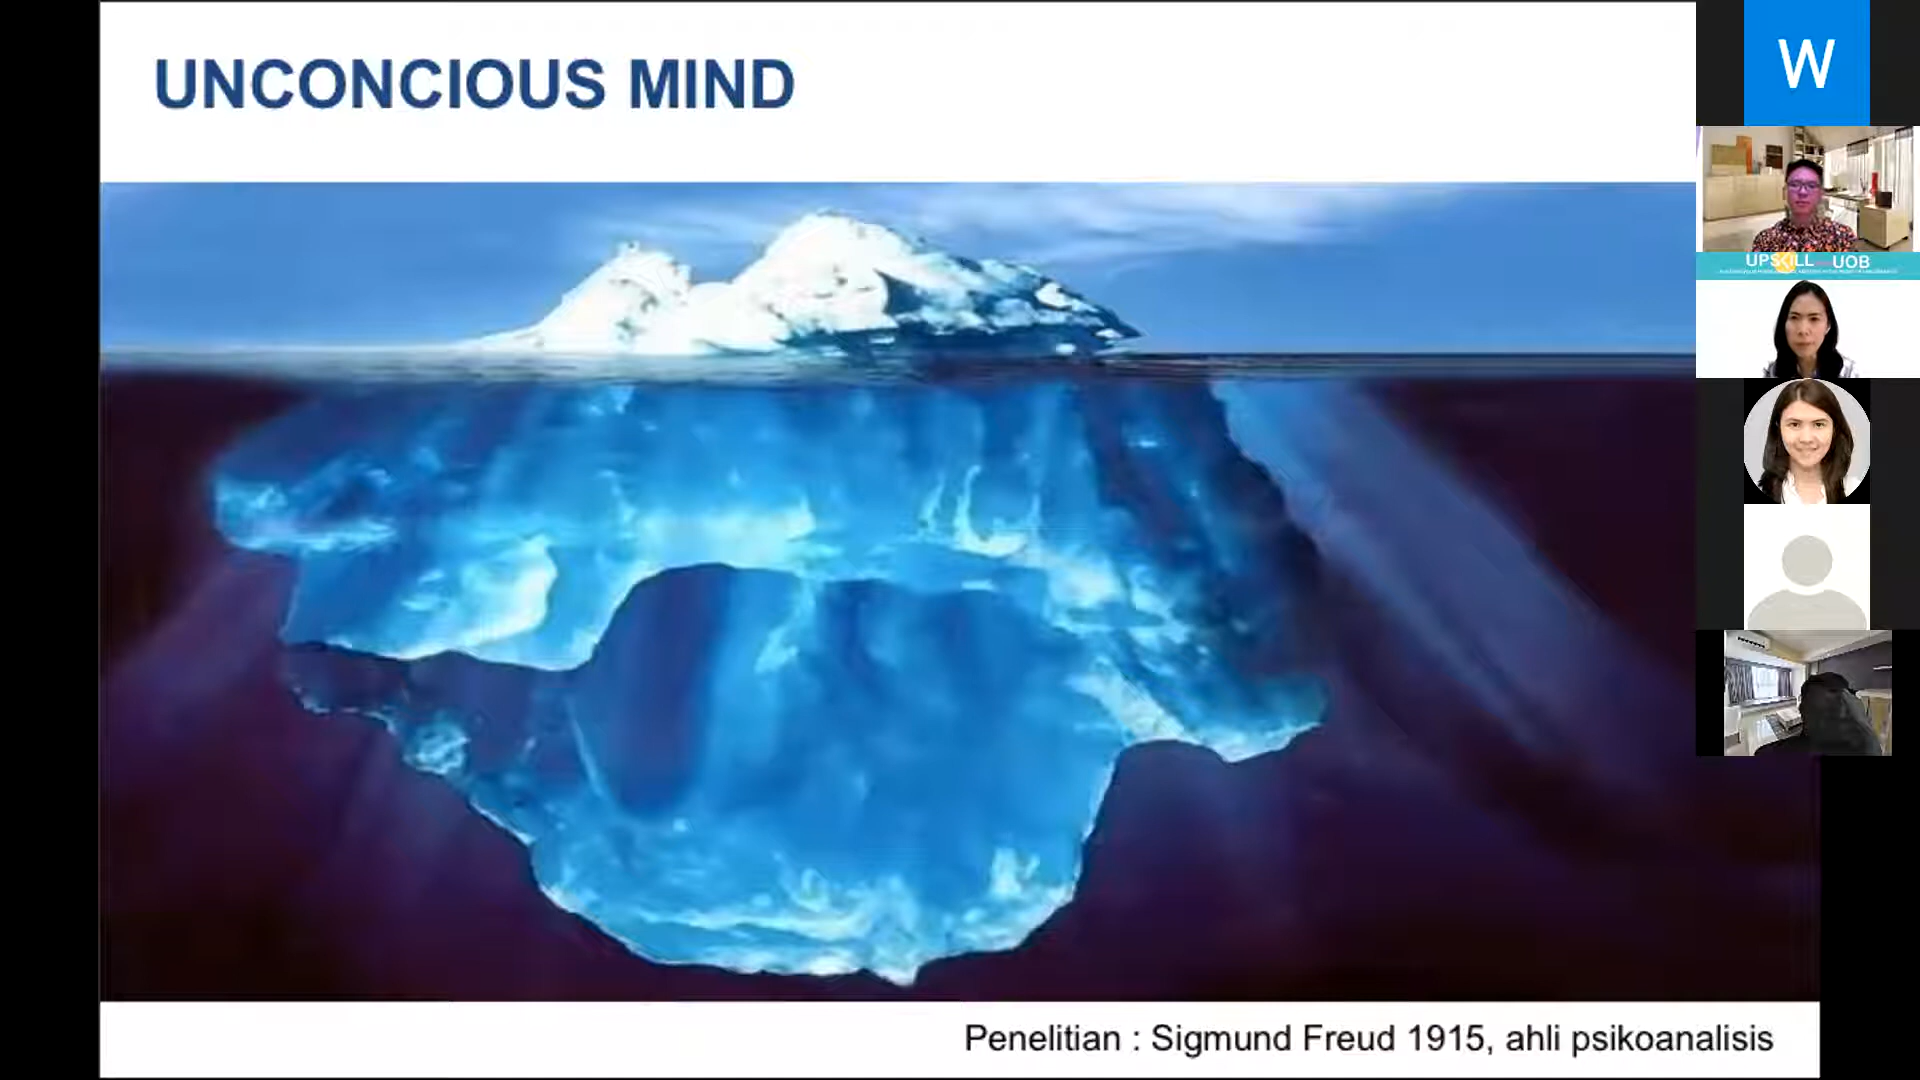 UNCONCIOUS MIND
W
UPSKILL UOB
Penelitian : Sigmund Freud 1915, ahli psikoanalisis